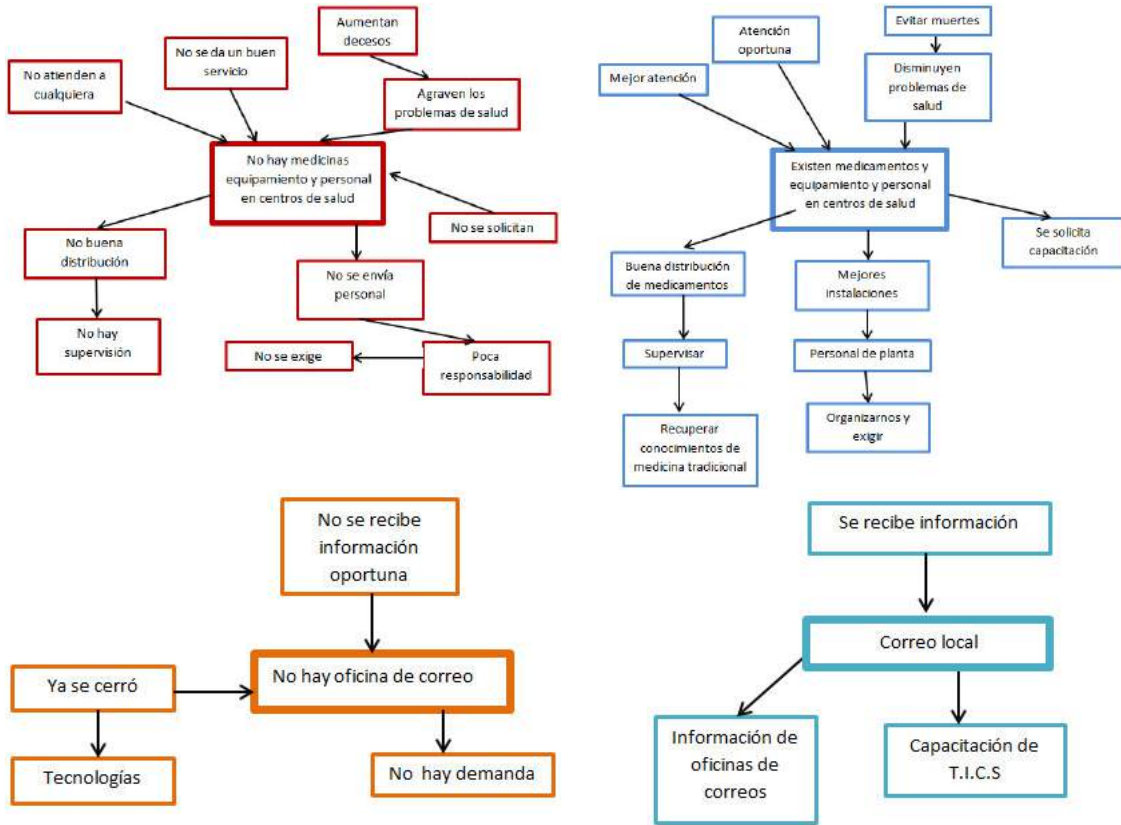 Aumentan
decesos
No se da un buen
servicio
No atienden a
cualquiera
Agraven los
problemas de salud
No hay medicinas
equipamiento y personal
en centros de salud
No se solicitan
No buena
distribución
No se envía
personal
No hay
supervisión
No se exige
Poca
responsabilidad
Evitar muertes
Atención
oportuna
Mejor atención
Disminuyen
problemas de
salud
Existen medicamentos y
equipamiento y personal
en centros de salud
Se solicita
capacitación
Buena distribución
de medicamentos
Mejores
instalaciones
Supervisar
Personal de planta
Organizarnos y
exigir
Recuperar
conocimientos de
medicina tradicional
No se recibe
información
oportuna
No hay oficina de correo
Ya se cerró
Tecnologías
No hay demanda
Se recibe información
Correo local
Información de
oficinas de
correos
Capacitación de
T.I.C.S